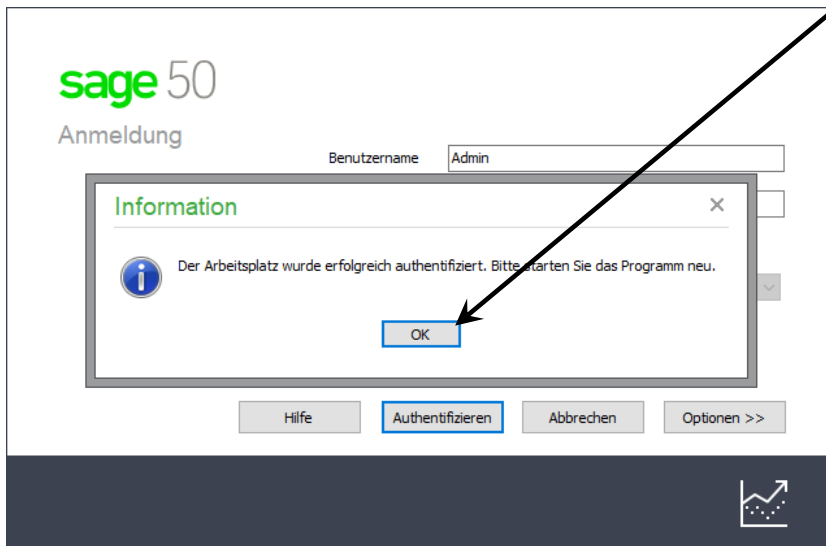 sage 50
Anmeldung
Benutzername Admin
Information
Der Arbeitsplatz wurde erfolgreich authentifiziert. Bitte starten Sie das Programm neu.
OK
Hilfe Authentifizieren Abbrechen Optionen >>